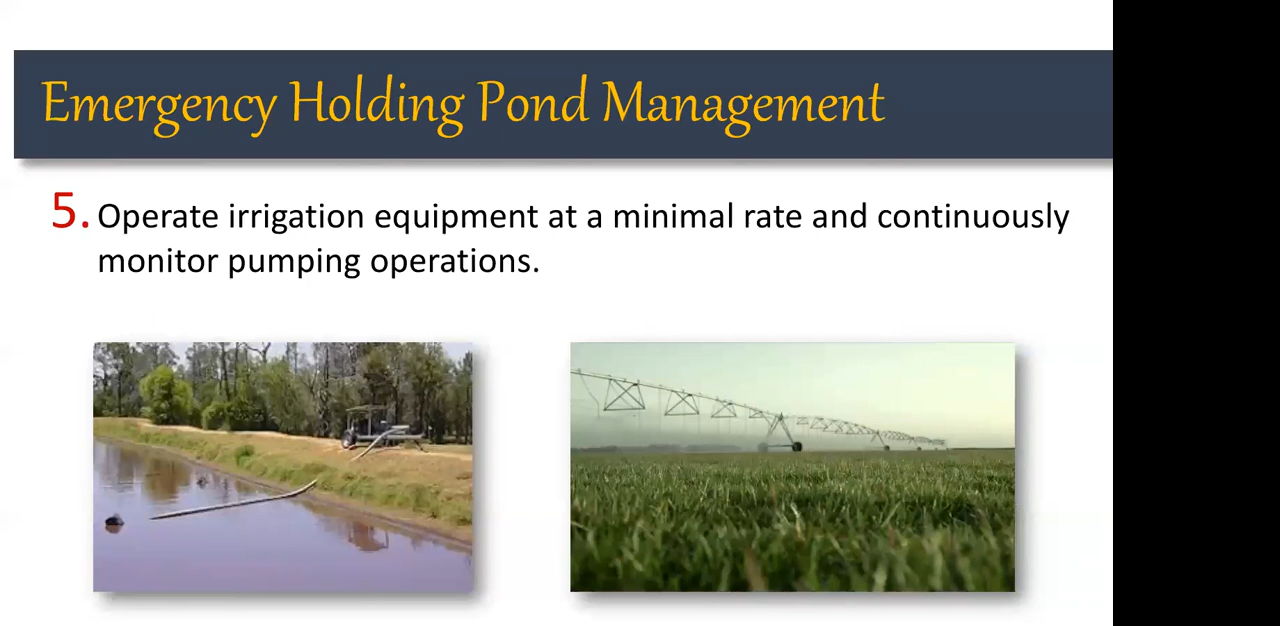 Emergency Holding Pond Management
5. Operate irrigation equipment at a minimal rate and continuously
monitor pumping operations.